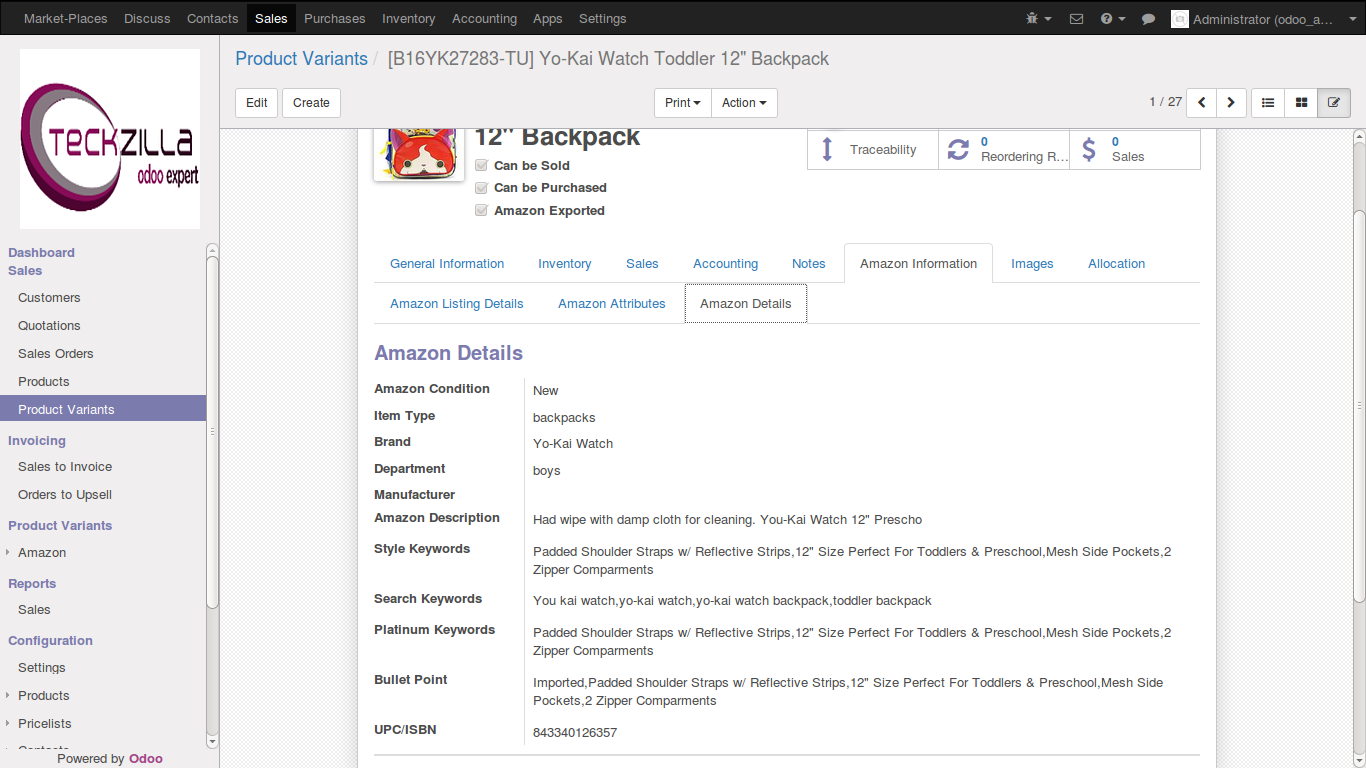 Market-Places Discuss Contacts Sales Purchases Inventory Accounting Apps Settings Administrator (odoo_a...
TECKZILLA
odoo expert
Product Variants / [B16YK27283-TU] Yo-Kai Watch Toddler 12" Backpack
Edit Create Print Action 1 / 27
Dashboard
Sales
Customers
Quotations
Sales Orders
Products
Product Variants
Invoicing
Sales to Invoice
Orders to Upsell
Product Variants
Amazon
Reports
Sales
Configuration
Settings
Products
Pricelists
Contacts
Powered by Odoo
12" Backpack
Can be Sold
Can be Purchased
Amazon Exported
Traceability
0
Reordering R...
0
Sales
General Information Inventory Sales Accounting Notes Amazon Information Images Allocation
Amazon Listing Details Amazon Attributes Amazon Details
Amazon Details
Amazon Condition New
Item Type backpacks
Brand Yo-Kai Watch
Department boys
Manufacturer
Amazon Description Had wipe with damp cloth for cleaning. You-Kai Watch 12" Prescho
Style Keywords Padded Shoulder Straps w/ Reflective Strips,12" Size Perfect For Toddlers & Preschool,Mesh Side Pockets,2
Zipper Comparments
Search Keywords You kai watch,yo-kai watch,yo-kai watch backpack,toddler backpack
Platinum Keywords Padded Shoulder Straps w/ Reflective Strips,12" Size Perfect For Toddlers & Preschool,Mesh Side Pockets,2
Zipper Comparments
Bullet Point Imported,Padded Shoulder Straps w/ Reflective Strips,12" Size Perfect For Toddlers & Preschool,Mesh Side
Pockets,2 Zipper Comparments
UPC/ISBN 843340126357